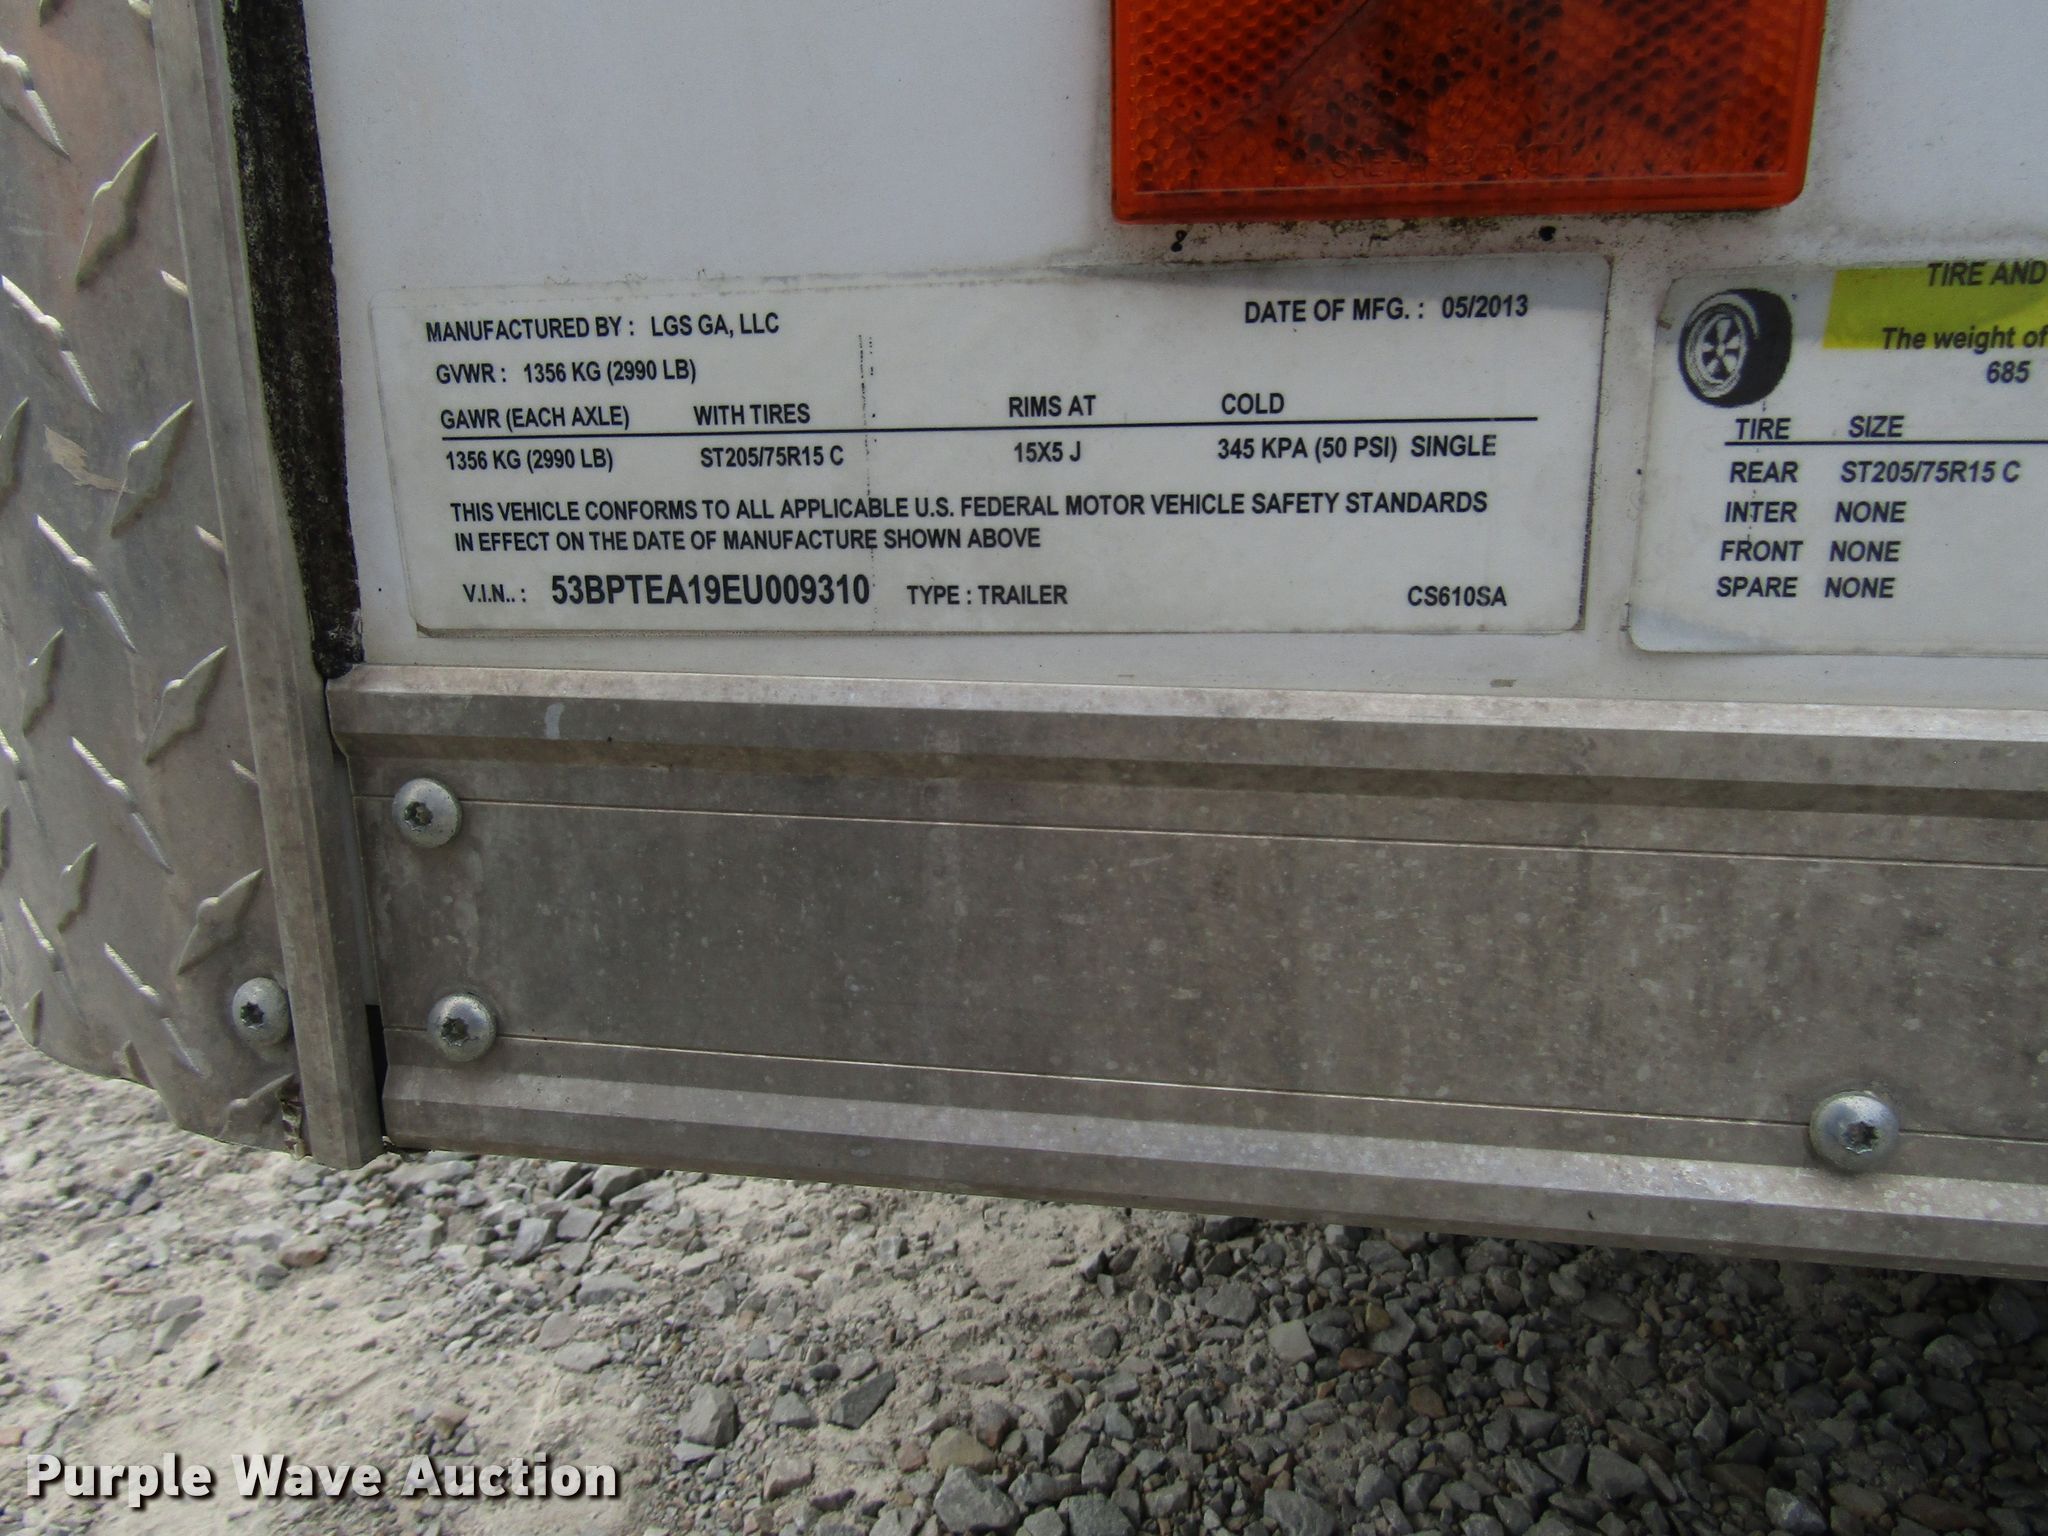 MANUFACTURED BY : LGS GA, LLC DATE OF MFG. : 05/2013
GVWR : 1356 KG (2990 LB)
GAWR (EACH AXLE) WITH TIRES RIMS AT COLD
1356 KG (2990 LB) ST205/75R15 C 15X5 J 345 KPA (50 PSI) SINGLE
THIS VEHICLE CONFORMS TO ALL APPLICABLE U.S. FEDERAL MOTOR VEHICLE SAFETY STANDARDS
IN EFFECT ON THE DATE OF MANUFACTURE SHOWN ABOVE
V.I.N.. : 53BPTEA19EU009310 TYPE : TRAILER CS610SA
TIRE AND
The weight of
685
TIRE SIZE
REAR ST205/75R15 C
INTER NONE
FRONT NONE
SPARE NONE
Purple Wave Auction